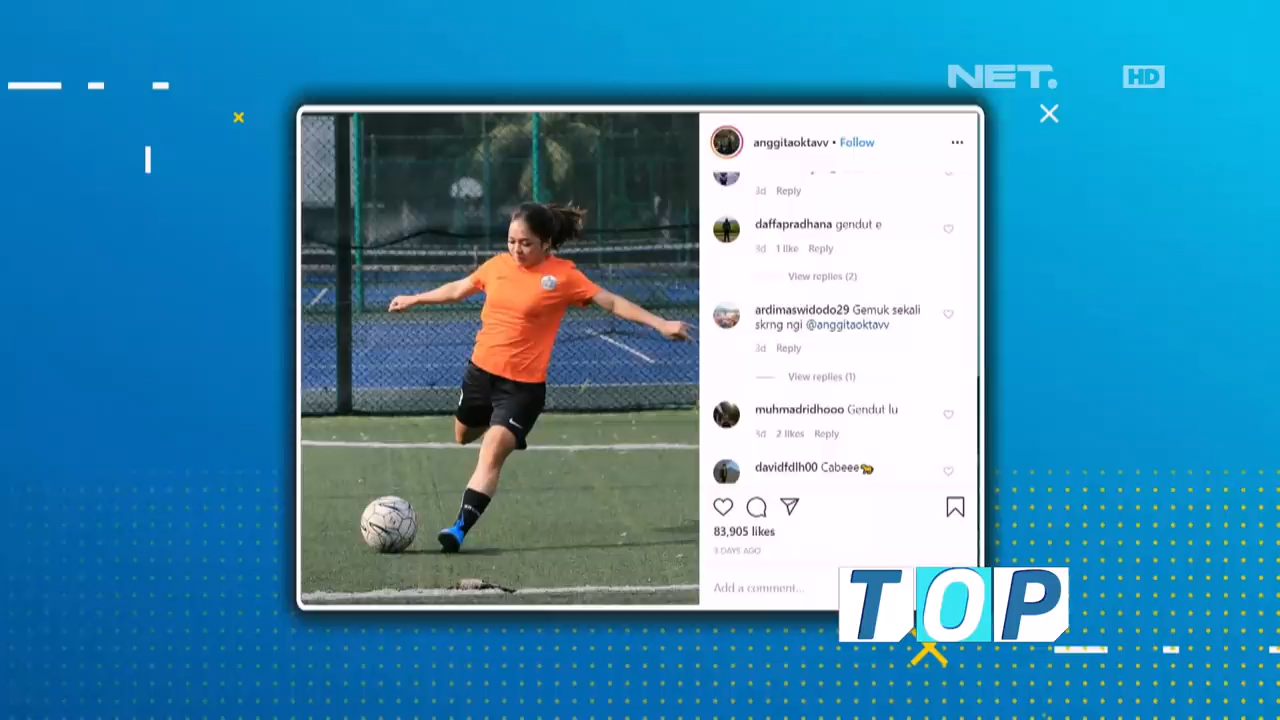 NET.
HD
anggitaoktavv • Follow
3d Reply
daffapradhana gendut e
3d 1 like Reply
View replies (2)
ardimaswidodo29 Gemuk sekali
skrng ngi @anggitaoktavv
3d Reply
View replies (1)
muhmadridhooo Gendut lu
3d 2 likes Reply
davidfdlh00 Cabeee
83,905 likes
3 DAYS AGO
Add a comment...
TOP